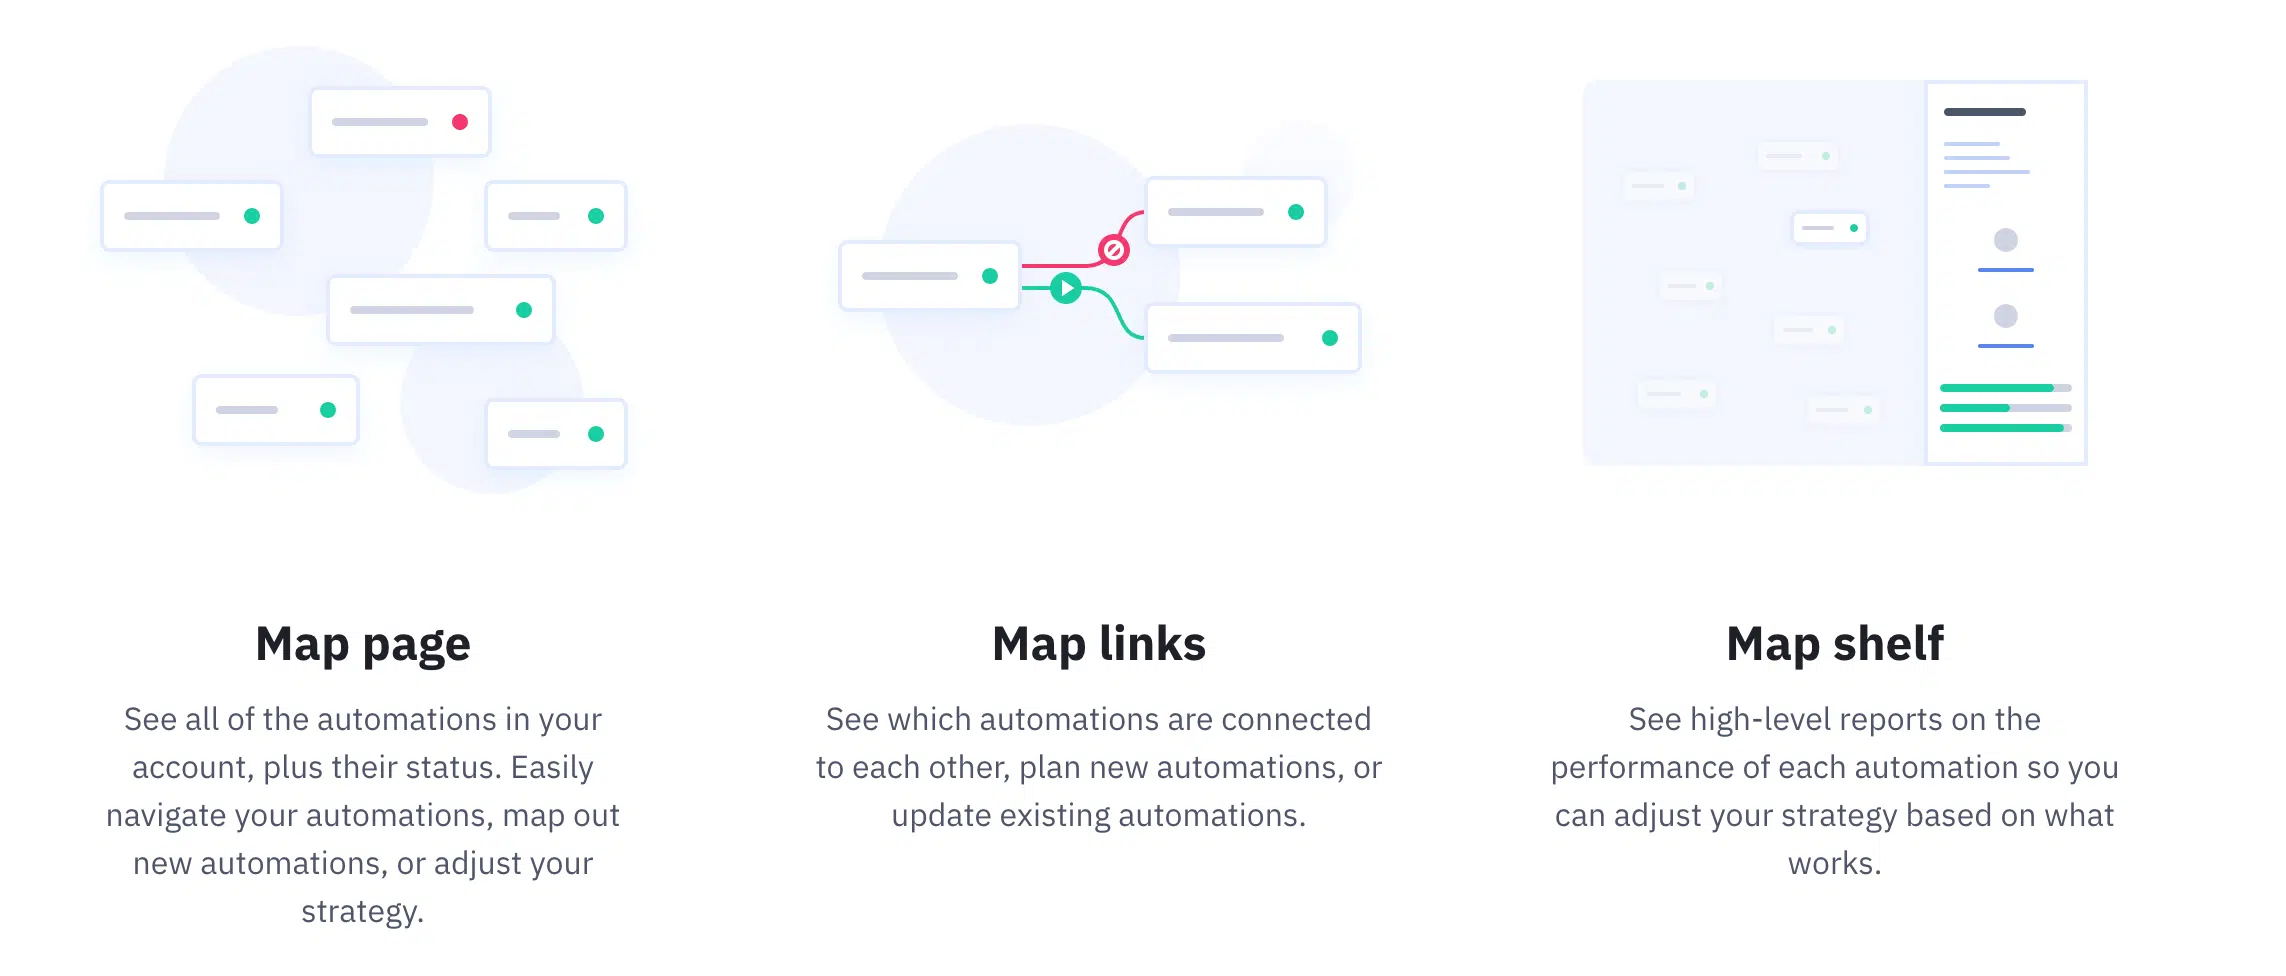 Map page
See all of the automations in your
account, plus their status. Easily
navigate your automations, map out
new automations, or adjust your
strategy.
Map links
See which automations are connected
to each other, plan new automations, or
update existing automations.
Map shelf
See high-level reports on the
performance of each automation so you
can adjust your strategy based on what
works.